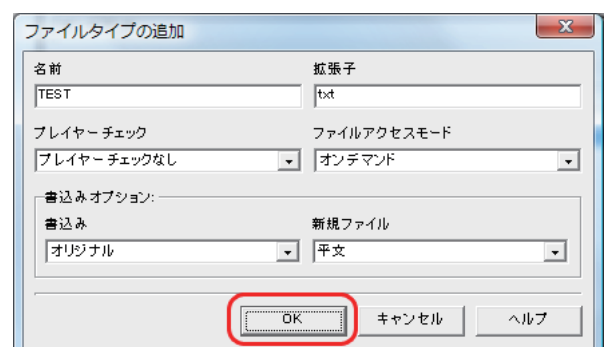 ファイルタイプの追加
名前
拡張子
TEST
txt
プレイヤーチェック
ファイルアクセスモード
プレイヤーチェックなし
オンデマンド
書込みオプション:
書込み
新規ファイル
オリジナル
平文
OK
キャンセル
ヘルプ